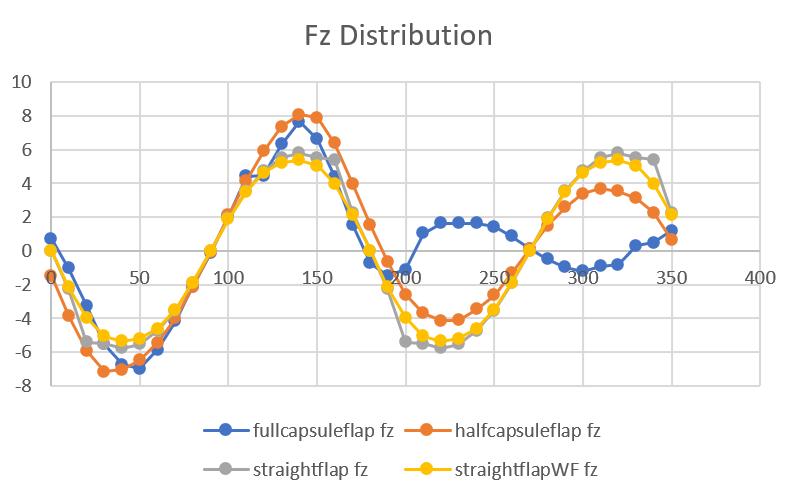 Fz Distribution
10
8
6
4
2
0
-2
-4
-6
-8
0 50 100 150 200 250 300 350 400
fullcapsuleflap fz halfcapsuleflap fz
straightflap fz straightflapWF fz